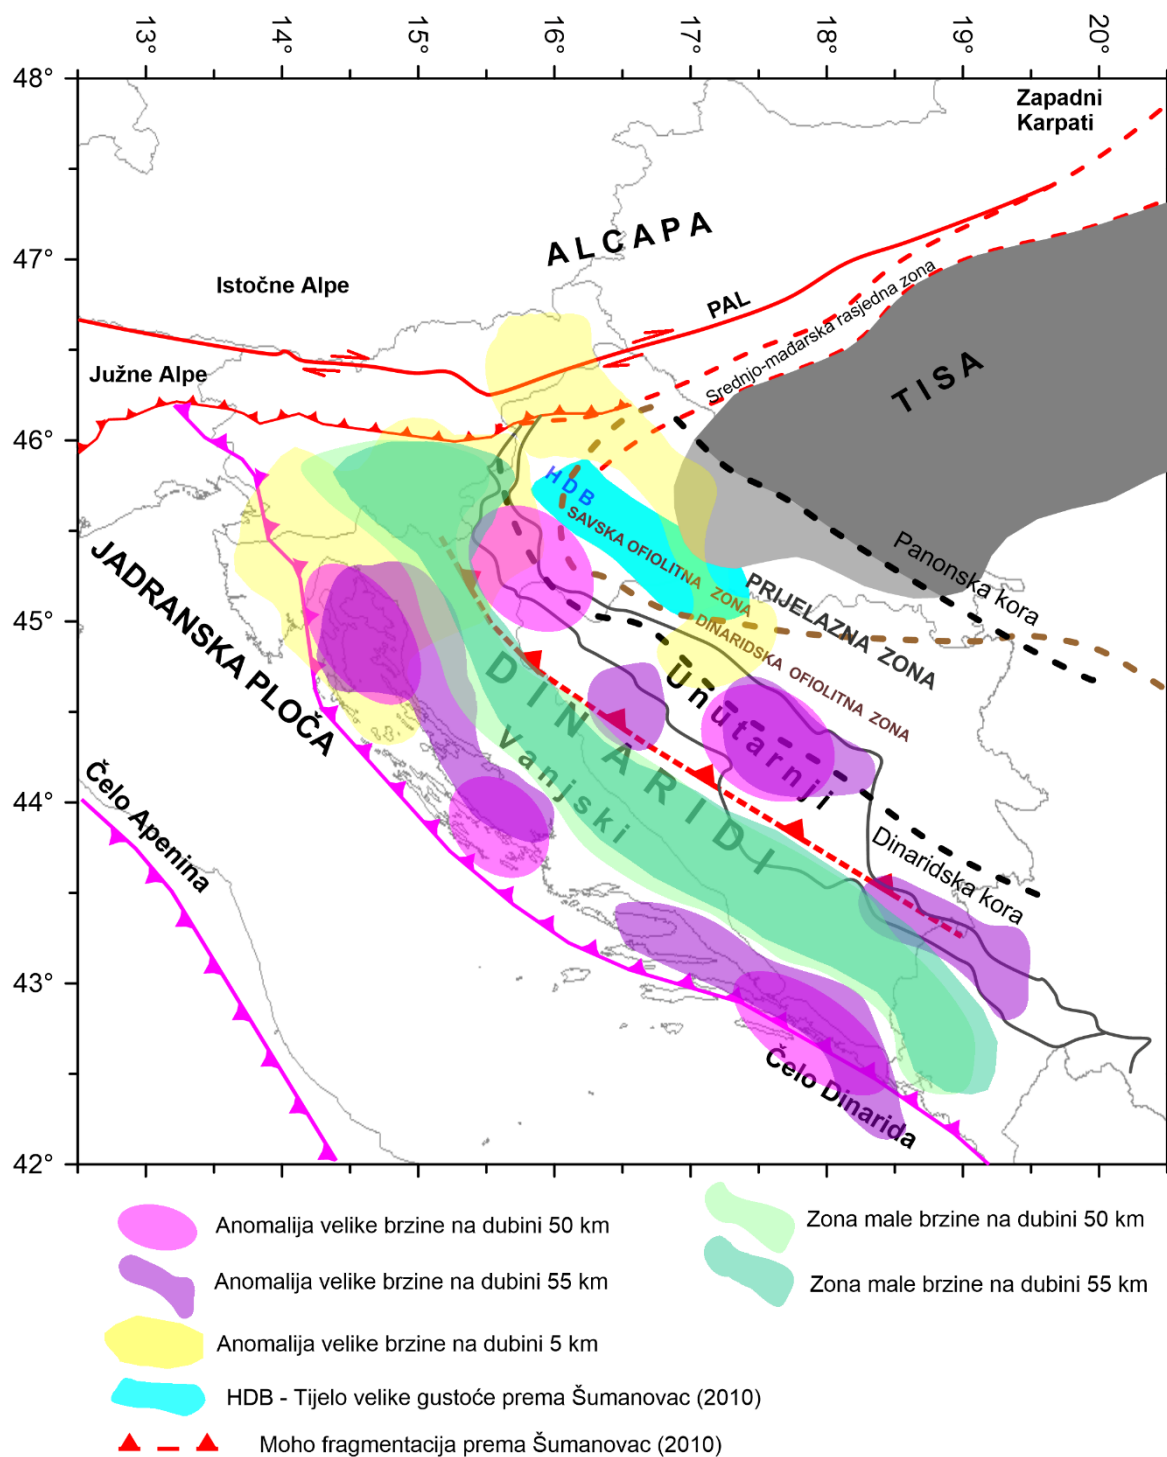 13°
14°
15°
16°
17°
18°
19°
20°
48°
47°
46°
45°
44°
43°
42°
Zapadni
Karpati
ALCAPA
Istočne Alpe
PAL
Srednjo-mađarska rasjedna zona
Južne Alpe
TISA
HDB
SAVSKA OFIOLITNA ZONA
Panonska kora
PRIJELAZNA ZONA
JADRANSKA PLOČA
DINARIDSKA OFIOLITNA ZONA
DINARIDI
Unutarnji
Vanjski
Čelo Apenina
Dinaridska kora
Čelo Dinarida
Anomalija velike brzine na dubini 50 km
Anomalija velike brzine na dubini 55 km
Anomalija velike brzine na dubini 5 km
HDB - Tijelo velike gustoće prema Šumanovac (2010)
Moho fragmentacija prema Šumanovac (2010)
Zona male brzine na dubini 50 km
Zona male brzine na dubini 55 km